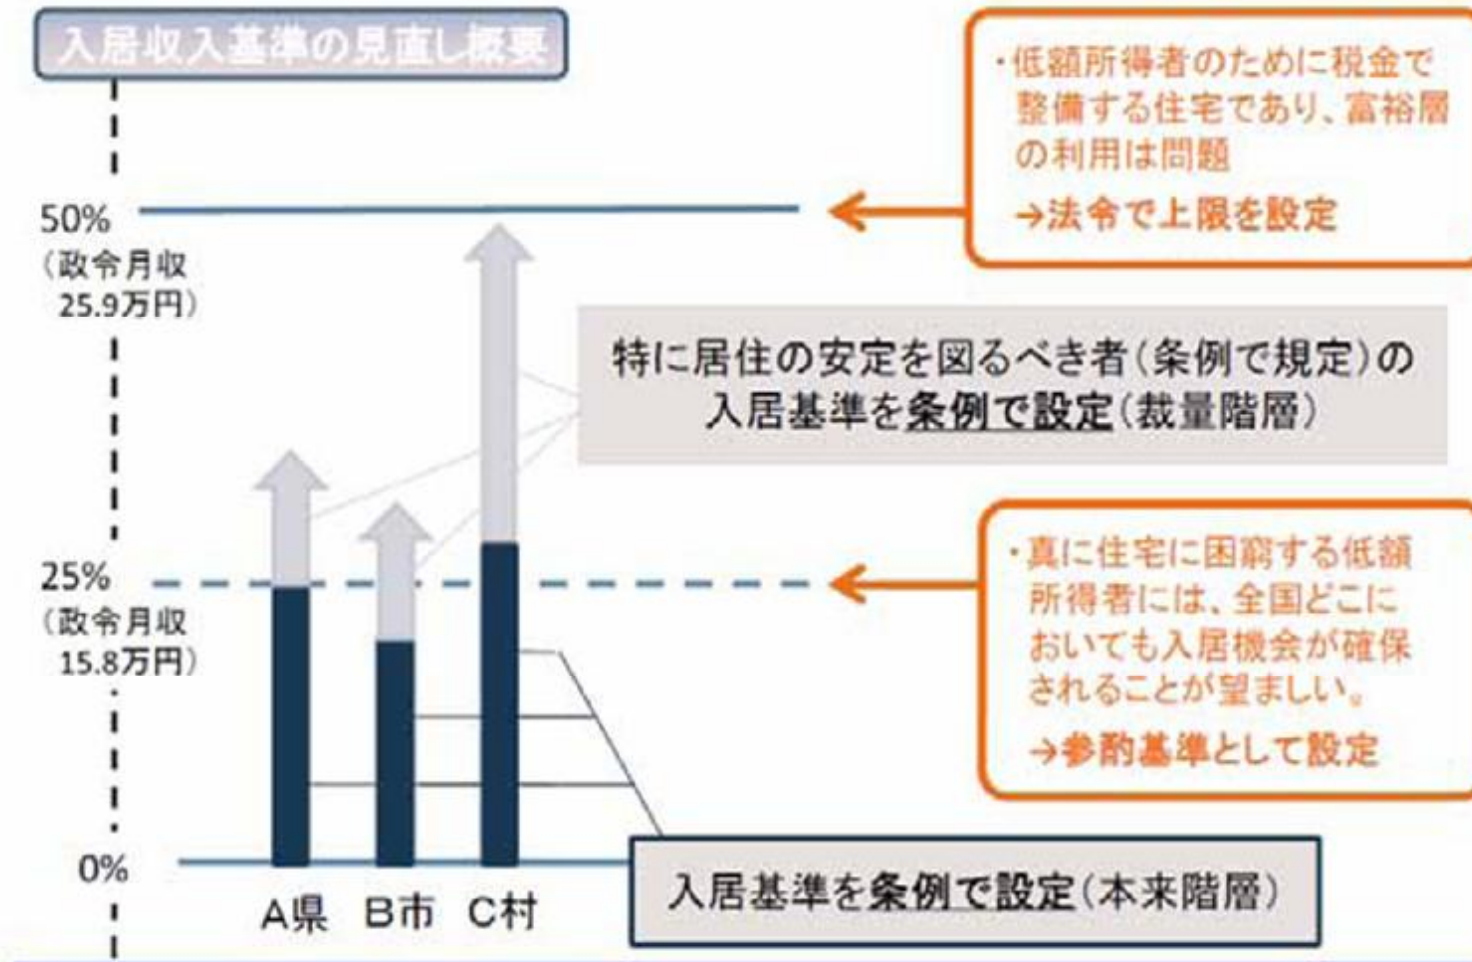 入居収入基準の見直し概要
・低額所得者のために税金で
整備する住宅であり、富裕層
の利用は問題
→法令で上限を設定
50%
（政令月収
25.9万円）
特に居住の安定を図るべき者（条例で規定）の
入居基準を条例で設定（裁量階層）
25%
（政令月収
15.8万円）
・真に住宅に困窮する低額
所得者には、全国どこに
おいても入居機会が確保
されることが望ましい。
→参酌基準として設定
0%
A県 B市 C村
入居基準を条例で設定（本来階層）